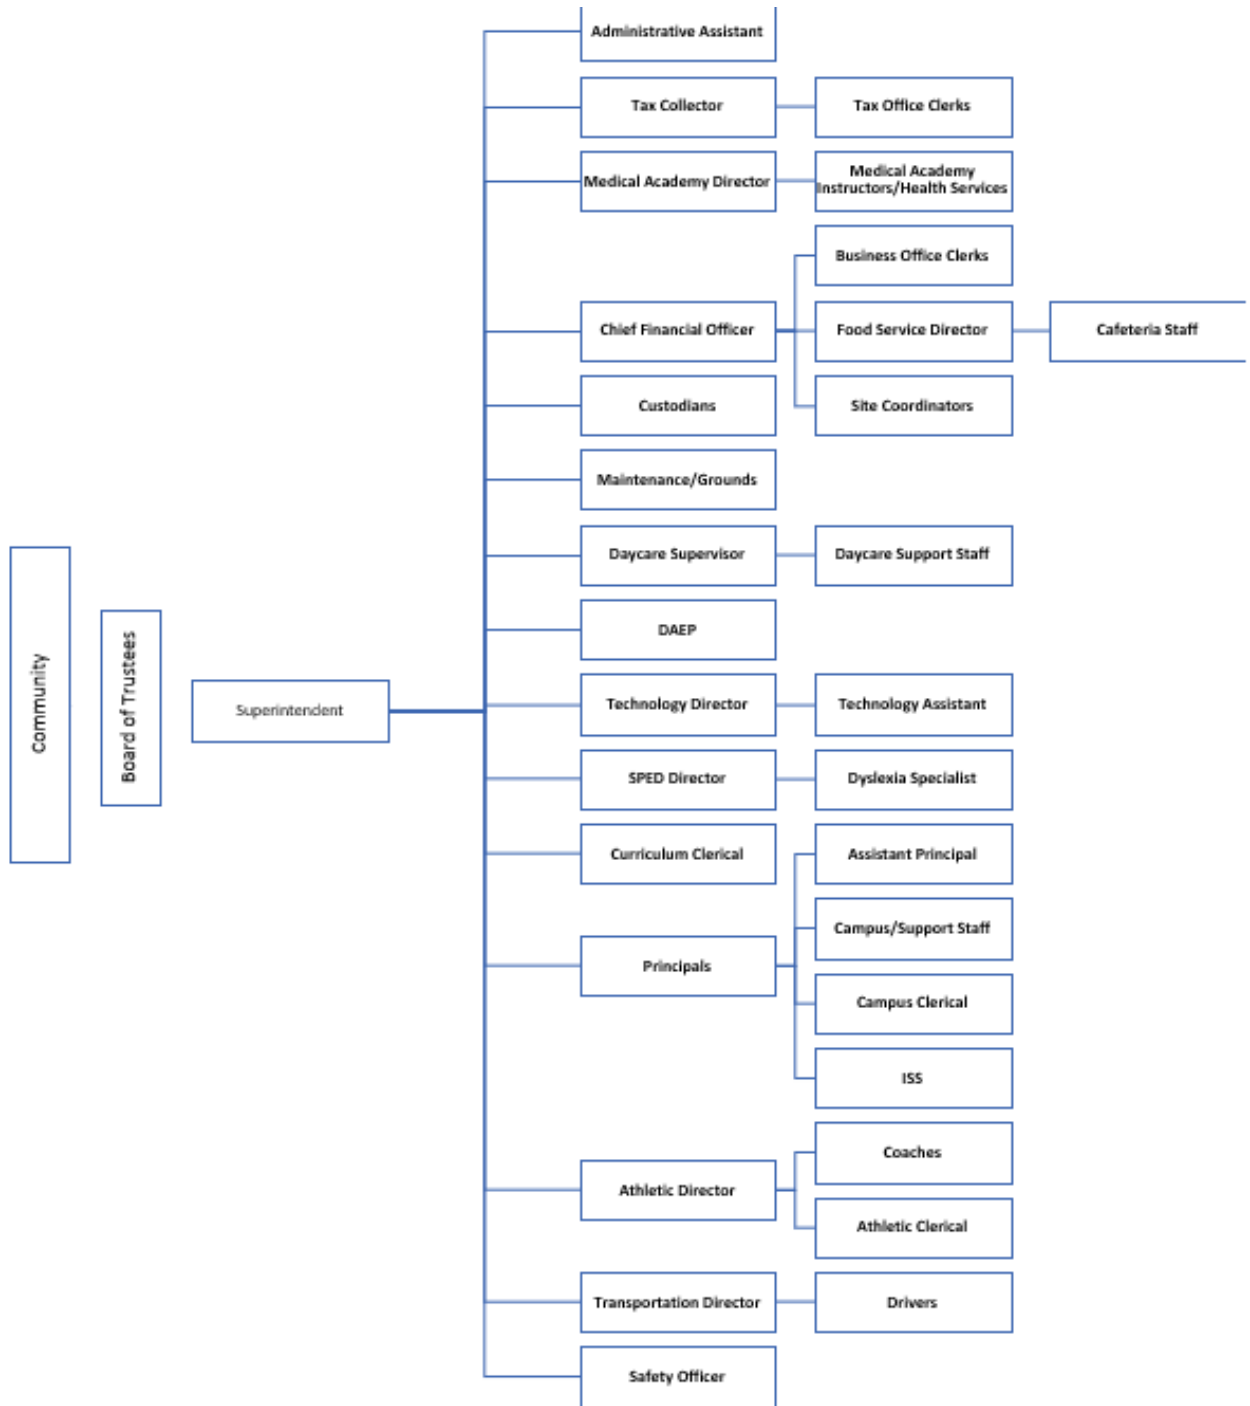 Administrative Assistant
Tax Collector
Tax Office Clerks
Medical Academy Director
Medical Academy
Instructors/Health Services
Business Office Clerks
Chief Financial Officer
Food Service Director
Cafeteria Staff
Custodians
Site Coordinators
Maintenance/Grounds
Daycare Supervisor
Daycare Support Staff
DAEP
Community
Board of Trustees
Superintendent
Technology Director
Technology Assistant
SPED Director
Dyslexia Specialist
Curriculum Clerical
Assistant Principal
Campus/Support Staff
Principals
Campus Clerical
ISS
Coaches
Athletic Director
Athletic Clerical
Transportation Director
Drivers
Safety Officer